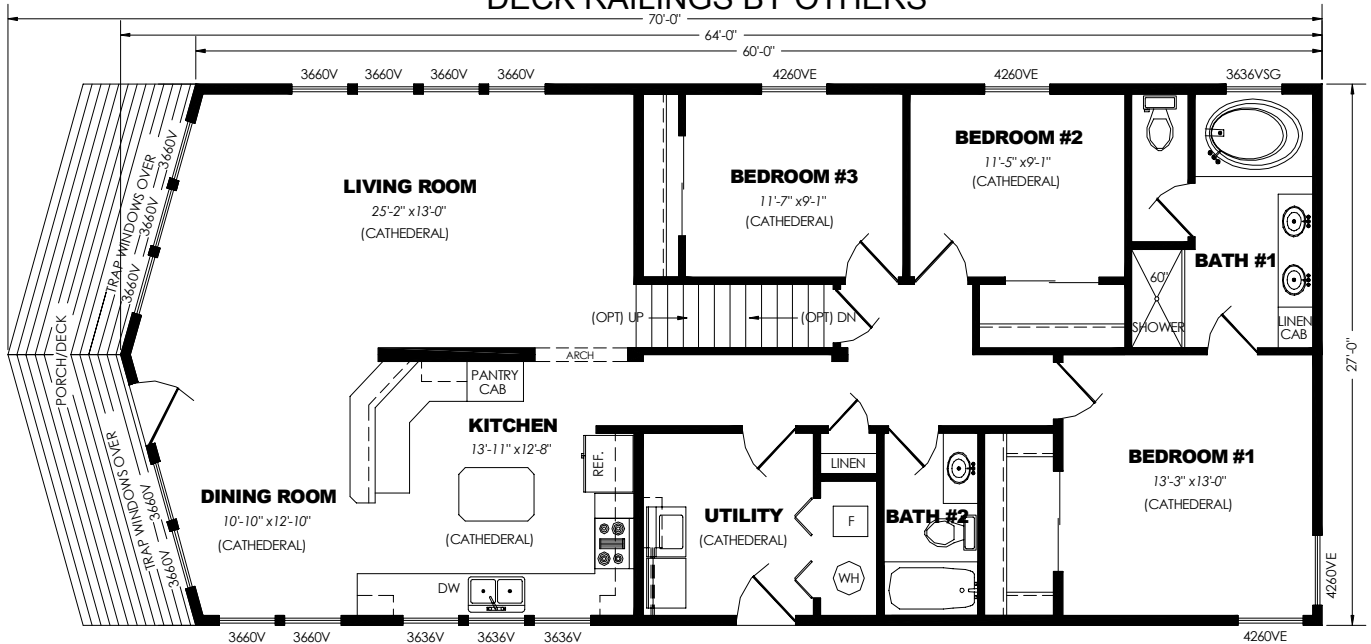 DECK RAILINGS BY OTHERS
70'-0"
64'-0"
60'-0"
3660V
3660V
3660V
3660V
4260VE
4260VE
3636VSG
3660V
3660V
3660V
TRAP WINDOWS OVER
LIVING ROOM
25'-2" x13'-0"
(CATHEDERAL)
BEDROOM #3
11'-7" x9'-1"
(CATHEDERAL)
BEDROOM #2
11'-5" x9'-1"
(CATHEDERAL)
BATH #1
60"
SHOWER
LINEN
CAB
27'-0"
(OPT) UP
(OPT) DN
ARCH
PORCH/DECK
PANTRY
CAB
KITCHEN
13'-11" x12'-8"
(CATHEDERAL)
REF.
DW
DINING ROOM
10'-10" x12'-10"
(CATHEDERAL)
TRAP WINDOWS OVER
3660V
3660V
UTILITY
(CATHEDERAL)
LINEN
F
WH
BATH #2
BEDROOM #1
13'-3" x13'-0"
(CATHEDERAL)
4260VE
3660V
3660V
3636V
3636V
3636V
4260VE